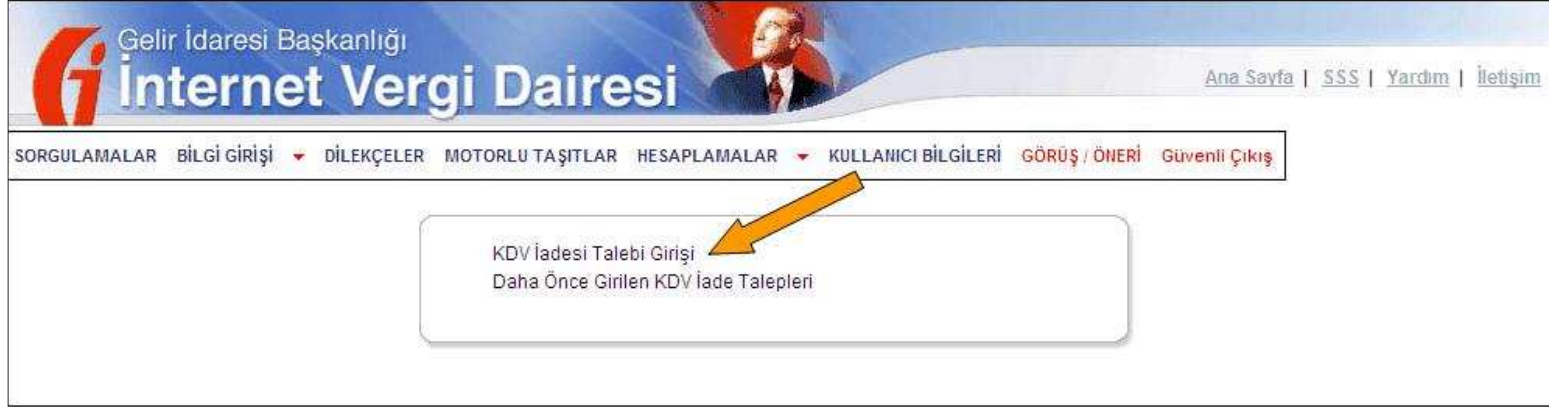 Gelir İdaresi Başkanlığı
İnternet Vergi Dairesi
Ana Sayfa | SSS | Yardım | İletişim
SORGULAMALAR BİLGİ GİRİŞİ DİLEKÇELER MOTORLU TAŞITLAR HESAPLAMALAR KULLANICI BİLGİLERİ GÖRÜŞ / ÖNERİ Güvenli Çıkış
KDV İadesi Talebi Girişi
Daha Önce Girilen KDV İade Talepleri